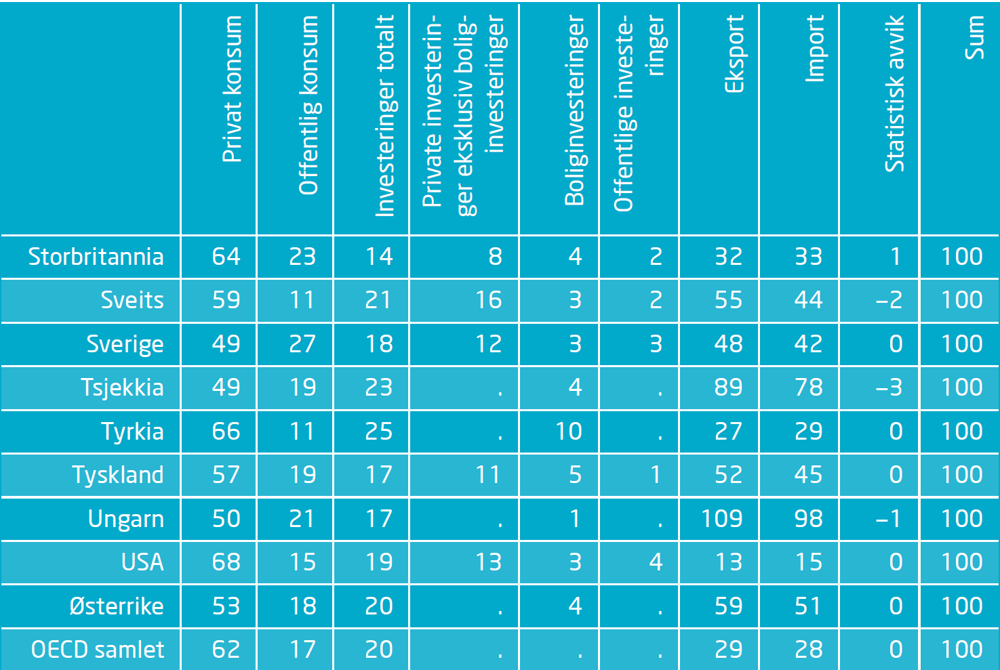 Privat konsum
Offentlig konsum
Investeringer totalt
Private investerin-
ger eksklusiv bolig-
investeringer
Boliginvesteringer
Offentlige investe-
ringer
Eksport
Import
Statistisk avvik
Sum
Storbritannia 64 23 14 8 4 2 32 33 1 100
Sveits 59 11 21 16 3 2 55 44 –2 100
Sverige 49 27 18 12 3 3 48 42 0 100
Tsjekkia 49 19 23 . 4 . 89 78 –3 100
Tyrkia 66 11 25 . 10 . 27 29 0 100
Tyskland 57 19 17 11 5 1 52 45 0 100
Ungarn 50 21 17 . 1 . 109 98 –1 100
USA 68 15 19 13 3 4 13 15 0 100
Østerrike 53 18 20 . 4 . 59 51 0 100
OECD samlet 62 17 20 . . . 29 28 0 100